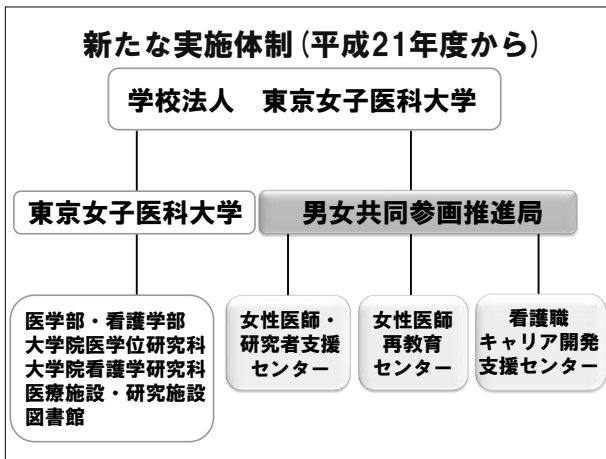 新たな実施体制(平成21年度から)
学校法人　東京女子医科大学
東京女子医科大学
男女共同参画推進局
医学部・看護学部
大学院医学位研究科
大学院看護学研究科
医療施設・研究施設
図書館
女性医師・
研究者支援
センター
女性医師
再教育
センター
看護職
キャリア開発
支援センター